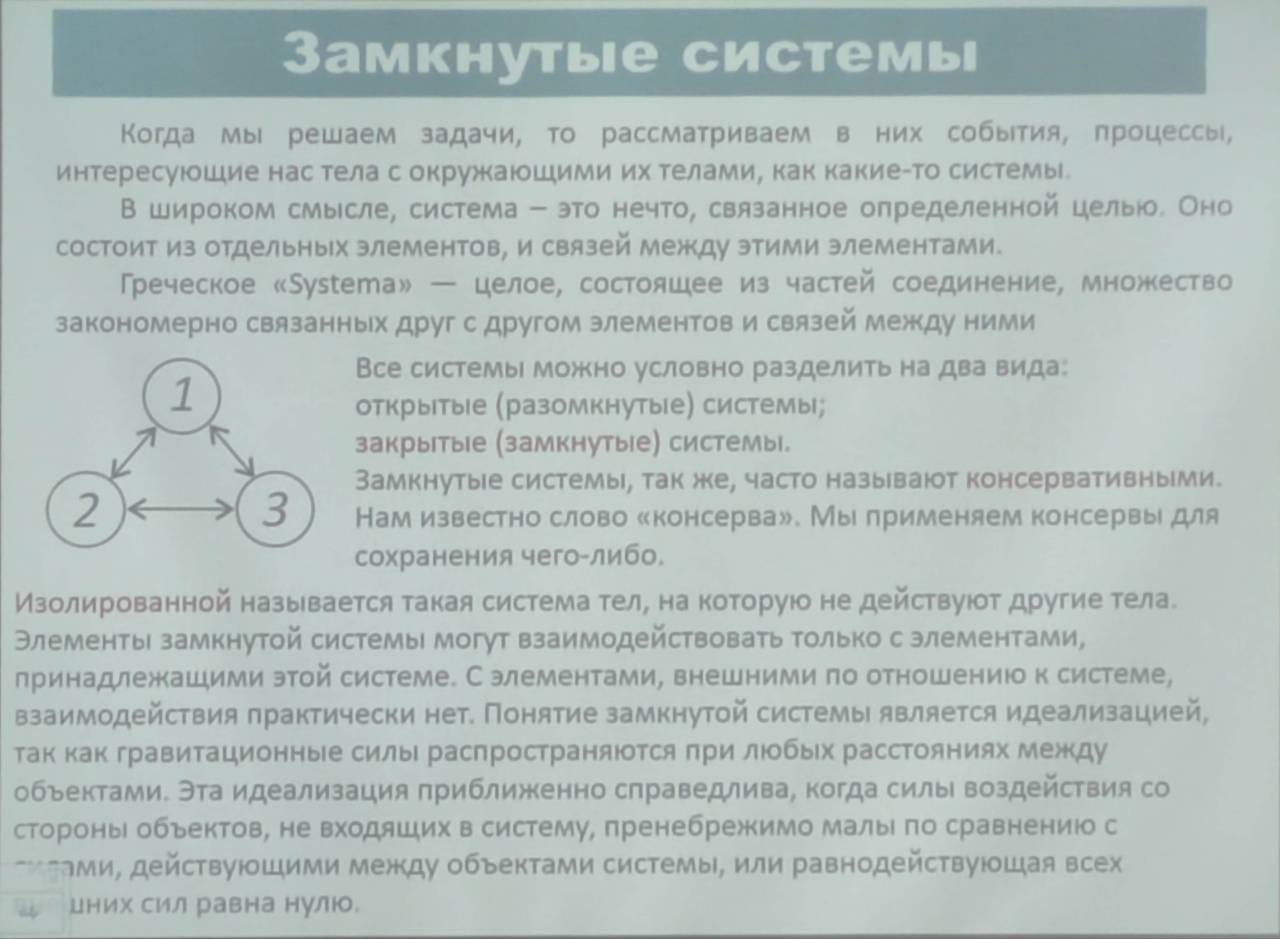 Замкнутые системы
Когда мы решаем задачи, то рассматриваем в них события, процессы,
интересующие нас тела с окружающими их телами, как какие-то системы.
В широком смысле, система – это нечто, связанное определенной целью. Оно
состоит из отдельных элементов, и связей между этими элементами.
Греческое «Systema» — целое, состоящее из частей соединение, множество
закономерно связанных друг с другом элементов и связей между ними
1
2
3
Все системы можно условно разделить на два вида:
открытые (разомкнутые) системы;
закрытые (замкнутые) системы.
Замкнутые системы, так же, часто называют консервативными.
Нам известно слово «консерва». Мы применяем консервы для
сохранения чего-либо.
Изолированной называется такая система тел, на которую не действуют другие тела.
Элементы замкнутой системы могут взаимодействовать только с элементами,
принадлежащими этой системе. С элементами, внешними по отношению к системе,
взаимодействия практически нет. Понятие замкнутой системы является идеализацией,
так как гравитационные силы распространяются при любых расстояниях между
объектами. Эта идеализация приближенно справедлива, когда силы воздействия со
стороны объектов, не входящих в систему, пренебрежимо малы по сравнению с
действующими между объектами системы, или равнодействующая всех
сил равна нулю.